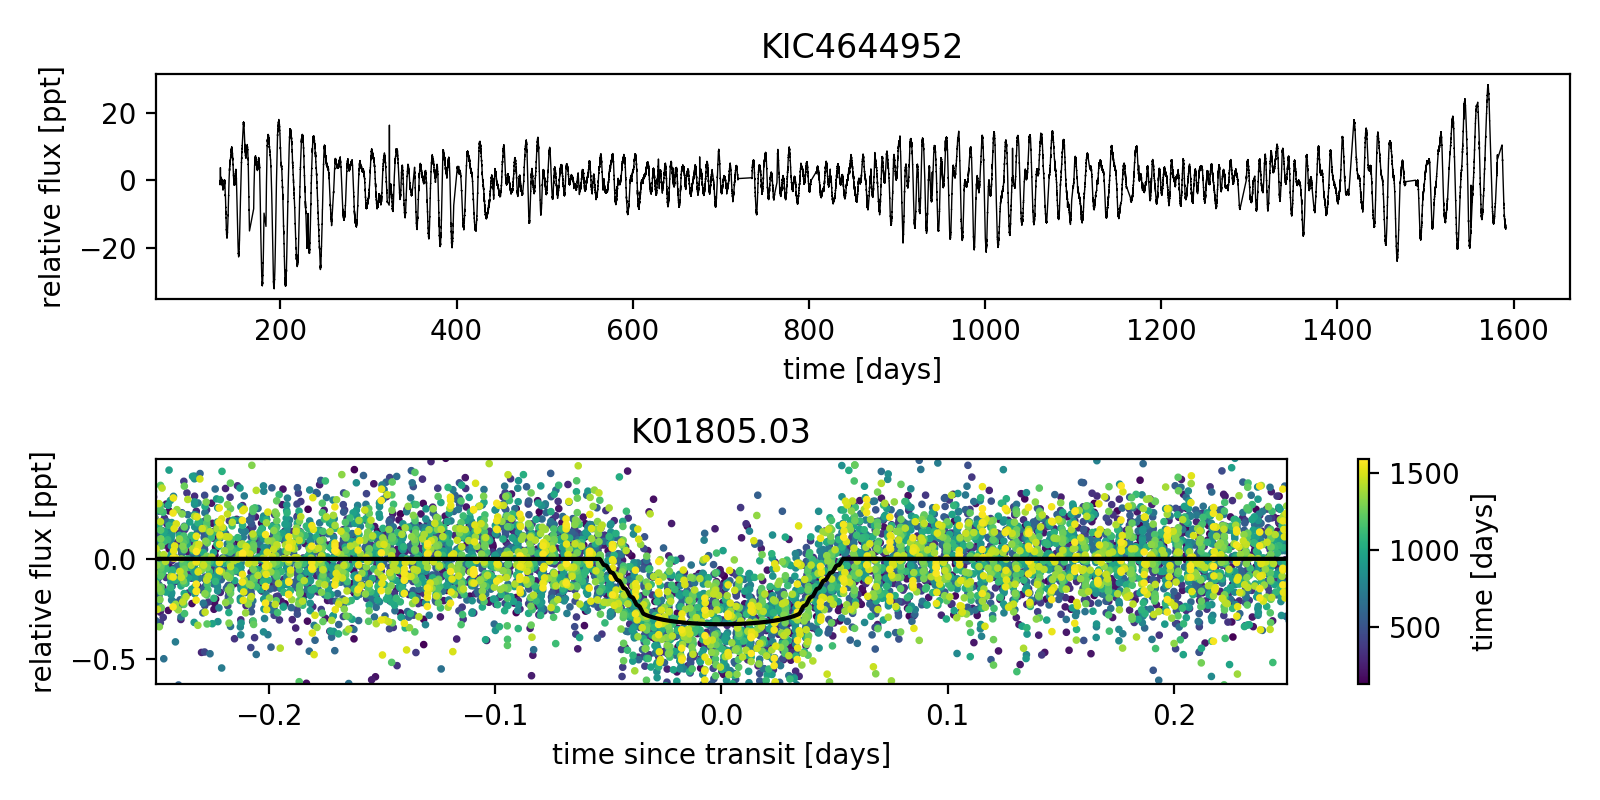 KIC4644952
relative flux [ppt]
20
0
−20
200 400 600 800 1000 1200 1400 1600
time [days]
K01805.03
relative flux [ppt]
0.0
−0.5
−0.2 −0.1 0.0 0.1 0.2
time since transit [days]
1500
1000
500
time [days]